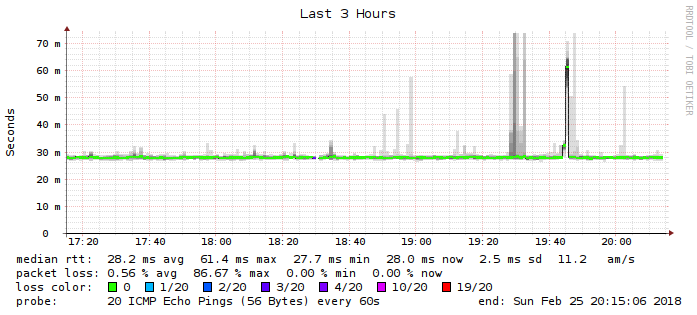 Last 3 Hours
RRDTOOL / TOBI OETIKER
Seconds
70 m
60 m
50 m
40 m
30 m
20 m
10 m
0
17:20 17:40 18:00 18:20 18:40 19:00 19:20 19:40 20:00
median rtt: 28.2 ms avg 61.4 ms max 27.7 ms min 28.0 ms now 2.5 ms sd 11.2 am/s
packet loss: 0.56 % avg 86.67 % max 0.00 % min 0.00 % now
loss color: 0 1/20 2/20 3/20 4/20 10/20 19/20
probe: 20 ICMP Echo Pings (56 Bytes) every 60s end: Sun Feb 25 20:15:06 2018